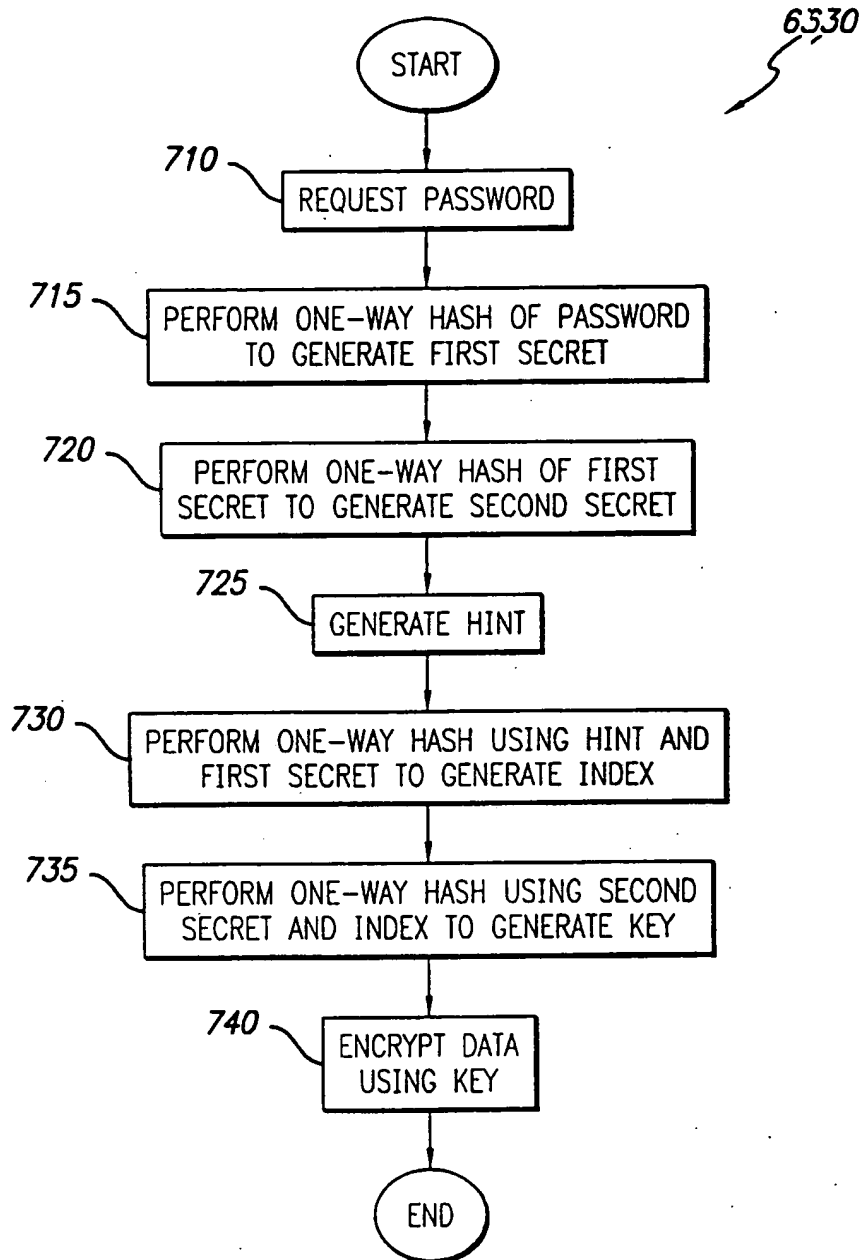 6530
START
710
REQUEST PASSWORD
715
PERFORM ONE-WAY HASH OF PASSWORD
TO GENERATE FIRST SECRET
720
PERFORM ONE-WAY HASH OF FIRST
SECRET TO GENERATE SECOND SECRET
725
GENERATE HINT
730
PERFORM ONE-WAY HASH USING HINT AND
FIRST SECRET TO GENERATE INDEX
735
PERFORM ONE-WAY HASH USING SECOND
SECRET AND INDEX TO GENERATE KEY
740
ENCRYPT DATA
USING KEY
END